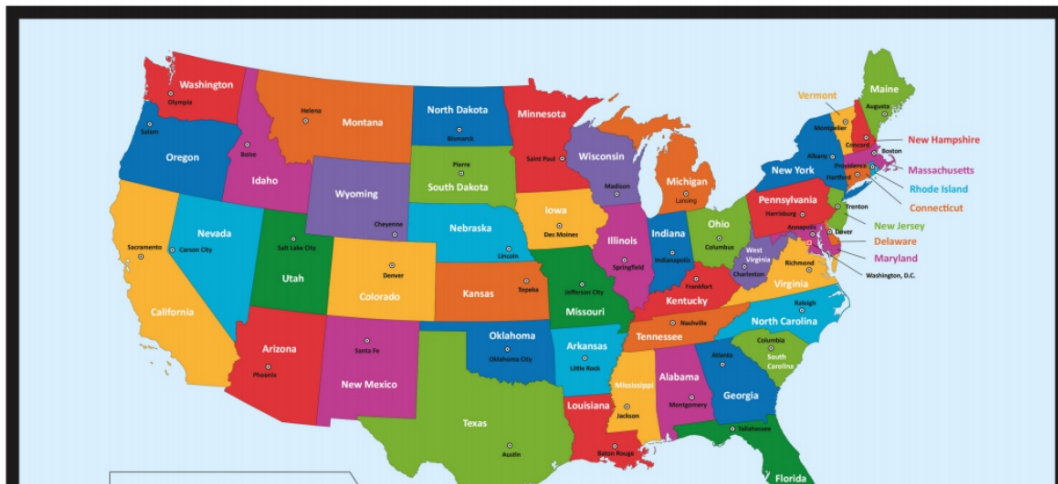 Washington
Olympia
Salem
Oregon
Helena
Montana
Boise
Idaho
North Dakota
Bismarck
Pierre
South Dakota
Minnesota
Saint Paul
Wisconsin
Madison
Michigan
Lansing
Wyoming
Cheyenne
Nebraska
Lincoln
Iowa
Des Moines
Nevada
Carson City
Sacramento
California
Salt Lake City
Utah
Denver
Colorado
Kansas
Topeka
Illinois
Springfield
Indiana
Indianapolis
Ohio
Columbus
Jefferson City
Missouri
Frankfurt
Kentucky
West
Virginia
Charleston
Pennsylvania
Harrisburg
Annapolis
New York
Albany
Vermont
Montpelier
Maine
Augusta
Concord
New Hampshire
Boston
Massachusetts
Providence
Rhode Island
Hartford
Connecticut
Trenton
New Jersey
Dover
Delaware
Maryland
Washington, D.C.
Richmond
Virginia
Raleigh
North Carolina
Nashville
Tennessee
Columbia
South
Carolina
Arizona
Phoenix
Santa Fe
New Mexico
Oklahoma
Oklahoma City
Arkansas
Little Rock
Texas
Austin
Louisiana
Baton Rouge
Mississippi
Jackson
Alabama
Montgomery
Atlanta
Georgia
Tallahassee
Florida